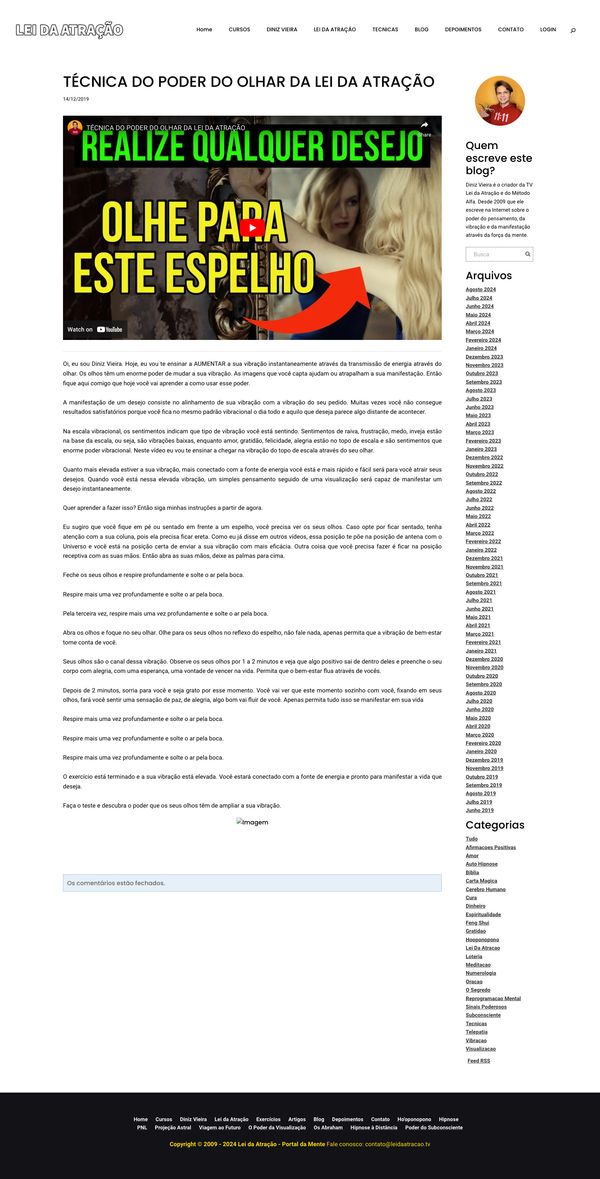 LEI DA ATRAÇÃO
Home CURSOS DINIZ VIEIRA LEI DA ATRAÇÃO TECNICAS BLOG DEPOIMENTOS CONTATO LOGIN
TÉCNICA DO PODER DO OLHAR DA LEI DA ATRAÇÃO
14/12/2019
TÉCNICA DO PODER DO OLHAR DA LEI DA ATRAÇÃO
Share
REALIZE QUALQUER DESEJO
OLHE PARA
ESTE ESPELHO
Watch on YouTube
Oi, eu sou Diniz Vieira. Hoje, eu vou te ensinar a AUMENTAR a sua vibração instantaneamente através da transmissão de energia através do
olhar. Os olhos têm um enorme poder de mudar a sua vibração. As imagens que você capta ajudam ou atrapalham a sua manifestação. Então
fique aqui comigo que hoje você vai aprender a como usar esse poder.
A manifestação de um desejo consiste no alinhamento de sua vibração com a vibração do seu pedido. Muitas vezes você não consegue
resultados satisfatórios porque você fica no mesmo padrão vibracional o dia todo e aquilo que deseja parece algo distante de acontecer.
Na escala vibracional, os sentimentos indicam que tipo de vibração você está sentindo. Sentimentos de raiva, frustração, medo, inveja estão
na base da escala, ou seja, são vibrações baixas, enquanto amor, gratidão, felicidade, alegria estão no topo de escala e são sentimentos que
enorme poder vibracional. Neste vídeo eu vou te ensinar a chegar na vibração do topo de escala através do seu olhar.
Quanto mais elevada estiver a sua vibração, mais conectado com a fonte de energia você está e mais rápido e fácil será para você atrair seus
desejos. Quando você está nessa elevada vibração, um simples pensamento seguido de uma visualização será capaz de manifestar um
desejo instantaneamente.
Quer aprender a fazer isso? Então siga minhas instruções a partir de agora.
Eu sugiro que você fique em pé ou sentado em frente a um espelho, você precisa ver os seus olhos. Caso opte por ficar sentado, tenha
atenção com a sua coluna, pois ela precisa ficar ereta. Como eu já disse em outros vídeos, essa posição te põe na posição de antena com o
Universo e você está na posição certa de enviar a sua vibração com mais eficácia. Outra coisa que você precisa fazer é ficar na posição
receptiva com as suas mãos. Então abra as suas mãos, deixe as palmas para cima.
Feche os seus olhos e respire profundamente e solte o ar pela boca.
Respire mais uma vez profundamente e solte o ar pela boca.
Pela terceira vez, respire mais uma vez profundamente e solte o ar pela boca.
Abra os olhos e foque no seu olhar. Olhe para os seus olhos no reflexo do espelho, não fale nada, apenas permita que a vibração de bem-estar
tome conta de você.
Seus olhos são o canal dessa vibração. Observe os seus olhos por 1 a 2 minutos e veja que algo positivo sai de dentro deles e preenche o seu
corpo com alegria, com uma esperança, uma vontade de vencer na vida. Permita que o bem-estar flua através de vocês.
Depois de 2 minutos, sorria para você e seja grato por esse momento. Você vai ver que este momento sozinho com você, fixando em seus
olhos, fará você sentir uma sensação de paz, de alegria, algo bom vai fluir de você. Apenas permita tudo isso se manifestar em sua vida
Respire mais uma vez profundamente e solte o ar pela boca.
Respire mais uma vez profundamente e solte o ar pela boca.
Respire mais uma vez profundamente e solte o ar pela boca.
O exercício está terminado e a sua vibração está elevada. Você estará conectado com a fonte de energia e pronto para manifestar a vida que
deseja.
Faça o teste e descubra o poder que os seus olhos têm de ampliar a sua vibração.
Imagem
Os comentários estão fechados.
11:11
Quem
escreve este
blog?
Diniz Vieira é o criador da TV
Lei da Atração e do Método
Alfa. Desde 2009 que ele
escreve na Internet sobre o
poder do pensamento, da
vibração e da manifestação
através da força da mente.
Busca
Arquivos
Agosto 2024
Julho 2024
Junho 2024
Maio 2024
Abril 2024
Março 2024
Fevereiro 2024
Janeiro 2024
Dezembro 2023
Novembro 2023
Outubro 2023
Setembro 2023
Agosto 2023
Julho 2023
Junho 2023
Maio 2023
Abril 2023
Março 2023
Fevereiro 2023
Janeiro 2023
Dezembro 2022
Novembro 2022
Outubro 2022
Setembro 2022
Agosto 2022
Julho 2022
Junho 2022
Maio 2022
Abril 2022
Março 2022
Fevereiro 2022
Janeiro 2022
Dezembro 2021
Novembro 2021
Outubro 2021
Setembro 2021
Agosto 2021
Julho 2021
Junho 2021
Maio 2021
Abril 2021
Março 2021
Fevereiro 2021
Janeiro 2021
Dezembro 2020
Novembro 2020
Outubro 2020
Setembro 2020
Agosto 2020
Julho 2020
Junho 2020
Maio 2020
Abril 2020
Março 2020
Fevereiro 2020
Janeiro 2020
Dezembro 2019
Novembro 2019
Outubro 2019
Setembro 2019
Agosto 2019
Julho 2019
Junho 2019
Categorias
Tudo
Afirmacoes Positivas
Amor
Auto Hipnose
Bíblia
Carta Magica
Cerebro Humano
Cura
Dinheiro
Espiritualidade
Feng Shui
Gratidao
Hooponopono
Lei Da Atracao
Loteria
Meditacao
Numerologia
Oracao
O Segredo
Reprogramacao Mental
Sinais Poderosos
Subconsciente
Tecnicas
Telepatia
Vibracao
Visualizacao
Feed RSS
Home Cursos Diniz Vieira Lei da Atração Exercícios Artigos Blog Depoimentos Contato Ho'oponopono Hipnose
PNL Projeção Astral Viagem ao Futuro O Poder da Visualização Os Abraham Hipnose à Distância Poder do Subconsciente
Copyright © 2009 - 2024 Lei da Atração - Portal da Mente Fale conosco: contato@leidaatracao.tv